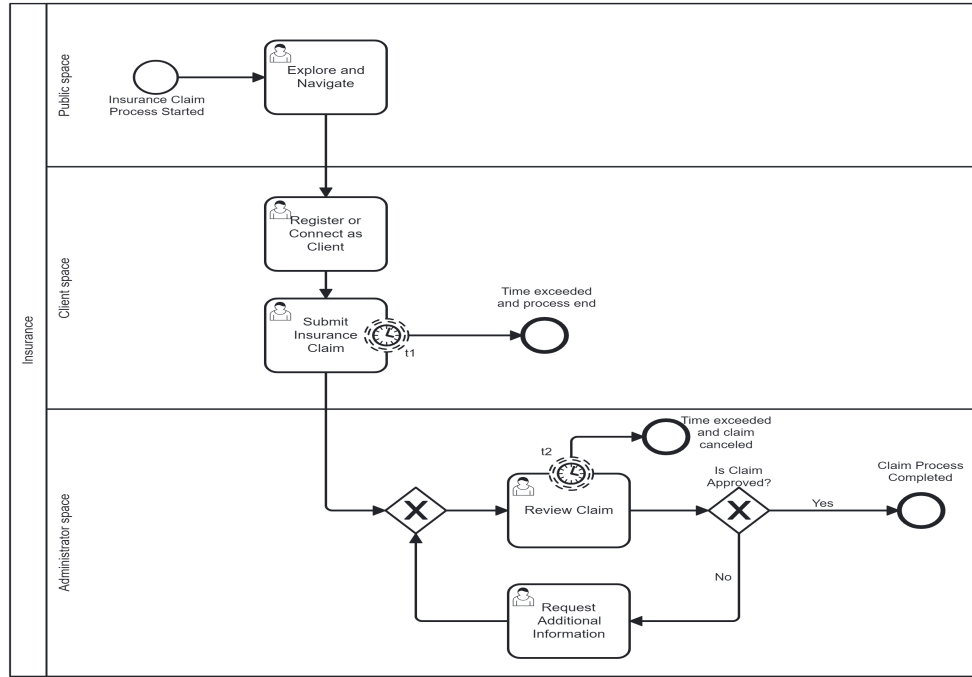 Insurance
Public space
Insurance Claim
Process Started
Explore and
Navigate
Client space
Register or
Connect as
Client
Submit
Insurance
Claim
t1
Time exceeded
and process end
Administrator space
t2
Time exceeded
and claim
canceled
Review Claim
Is Claim
Approved?
Yes
Claim Process
Completed
No
Request
Additional
Information